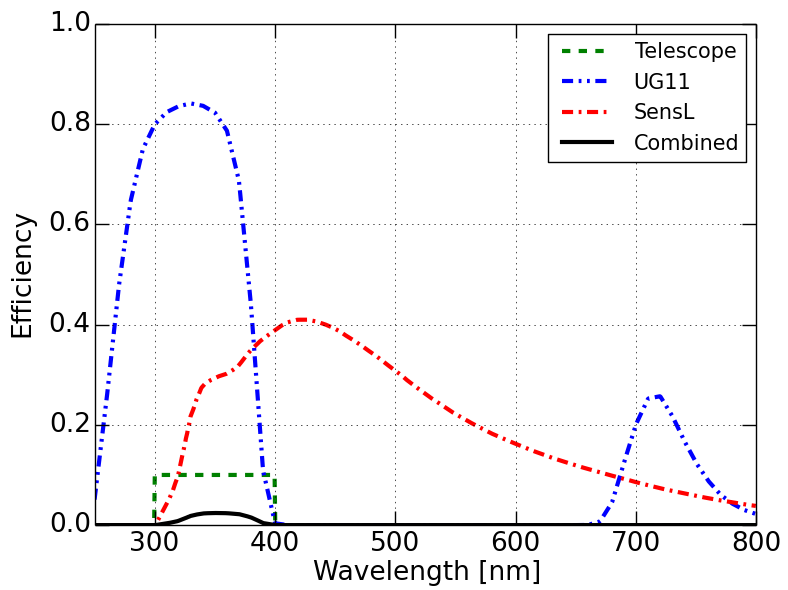 1.0
0.8
0.6
0.4
0.2
0.0
Efficiency
Telescope
UG11
SensL
Combined
300 400 500 600 700 800
Wavelength [nm]